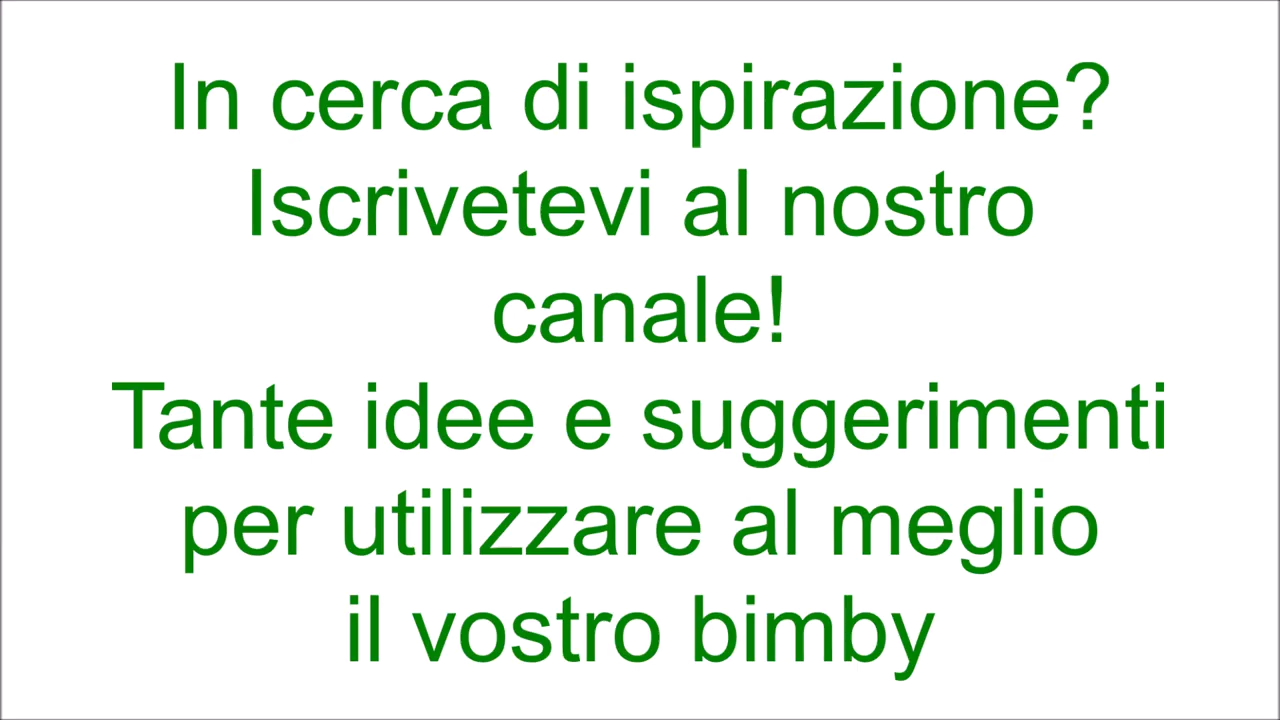 In cerca di ispirazione?
Iscrivetevi al nostro
canale!
Tante idee e suggerimenti
per utilizzare al meglio
il vostro bimby